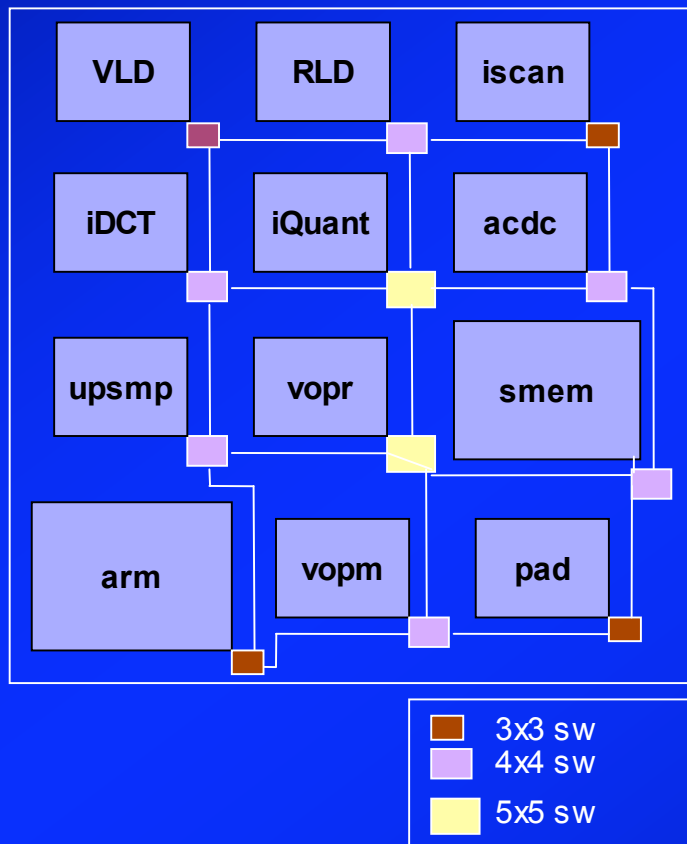 VLD RLD iscan
iDCT iQuant acdc
upsmp vopr smem
arm vopm pad
3x3 sw
4x4 sw
5x5 sw